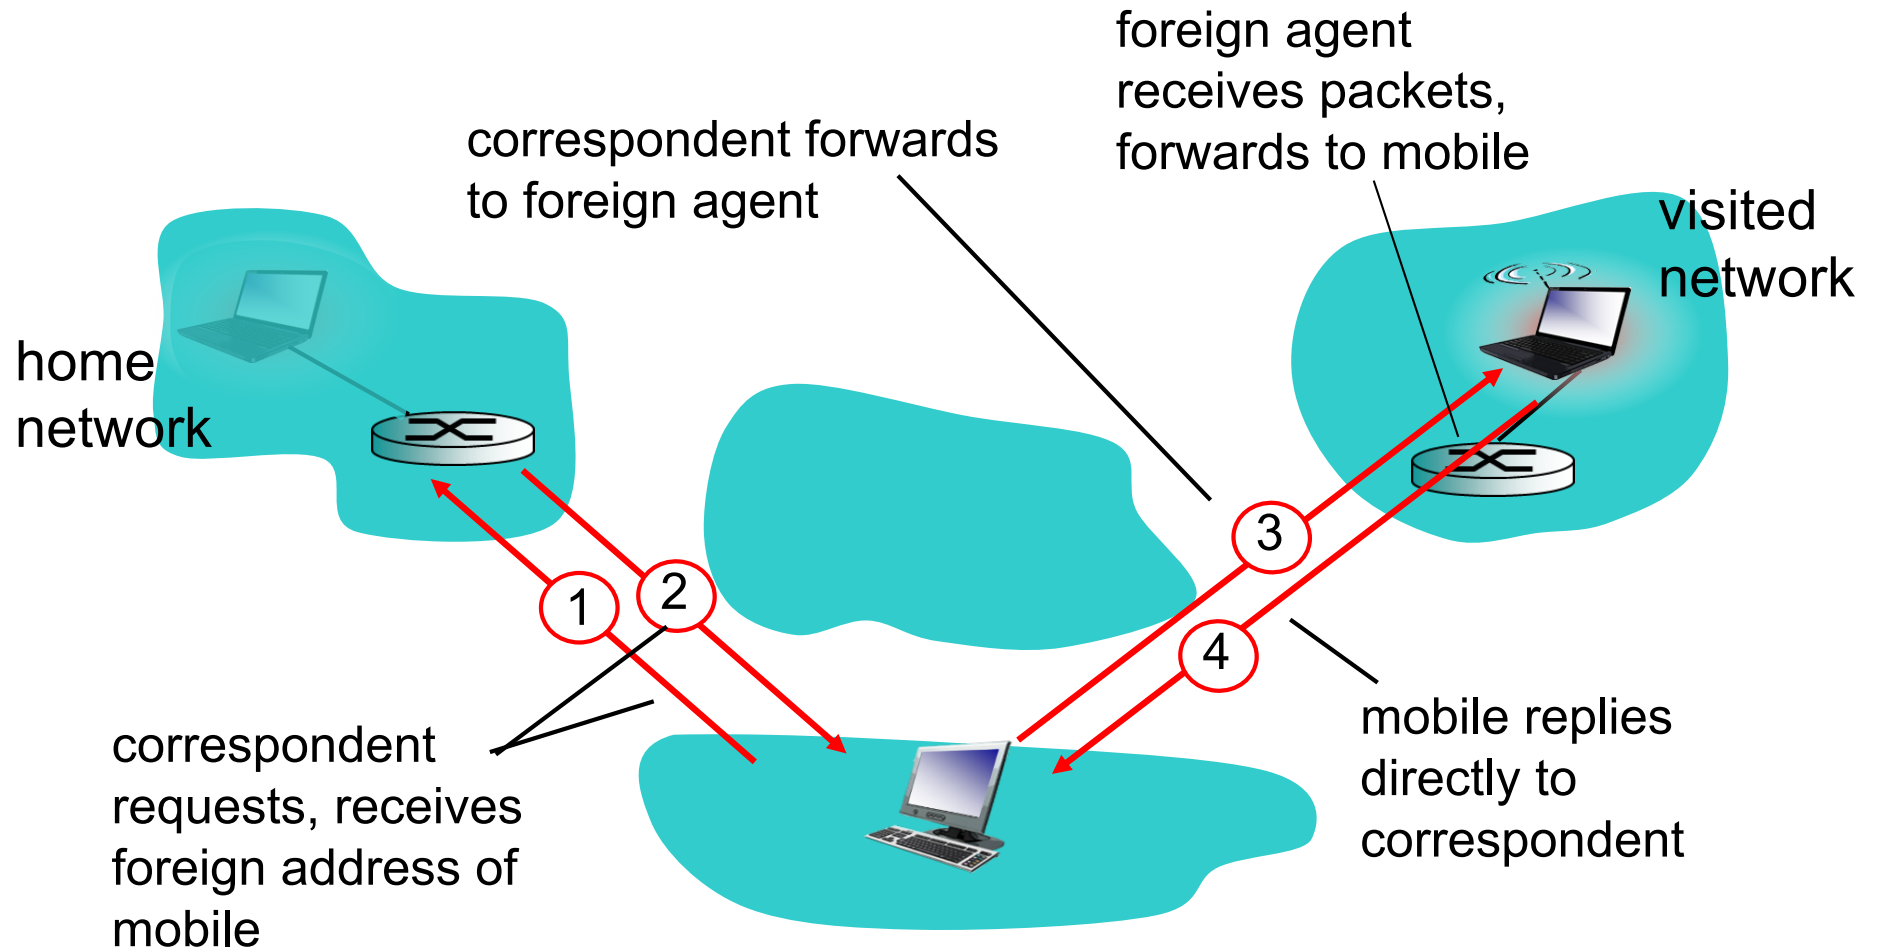 foreign agent
receives packets,
forwards to mobile
correspondent forwards
to foreign agent
visited
network
home
network
3
2
1
4
correspondent
requests, receives
foreign address of
mobile
mobile replies
directly to
correspondent